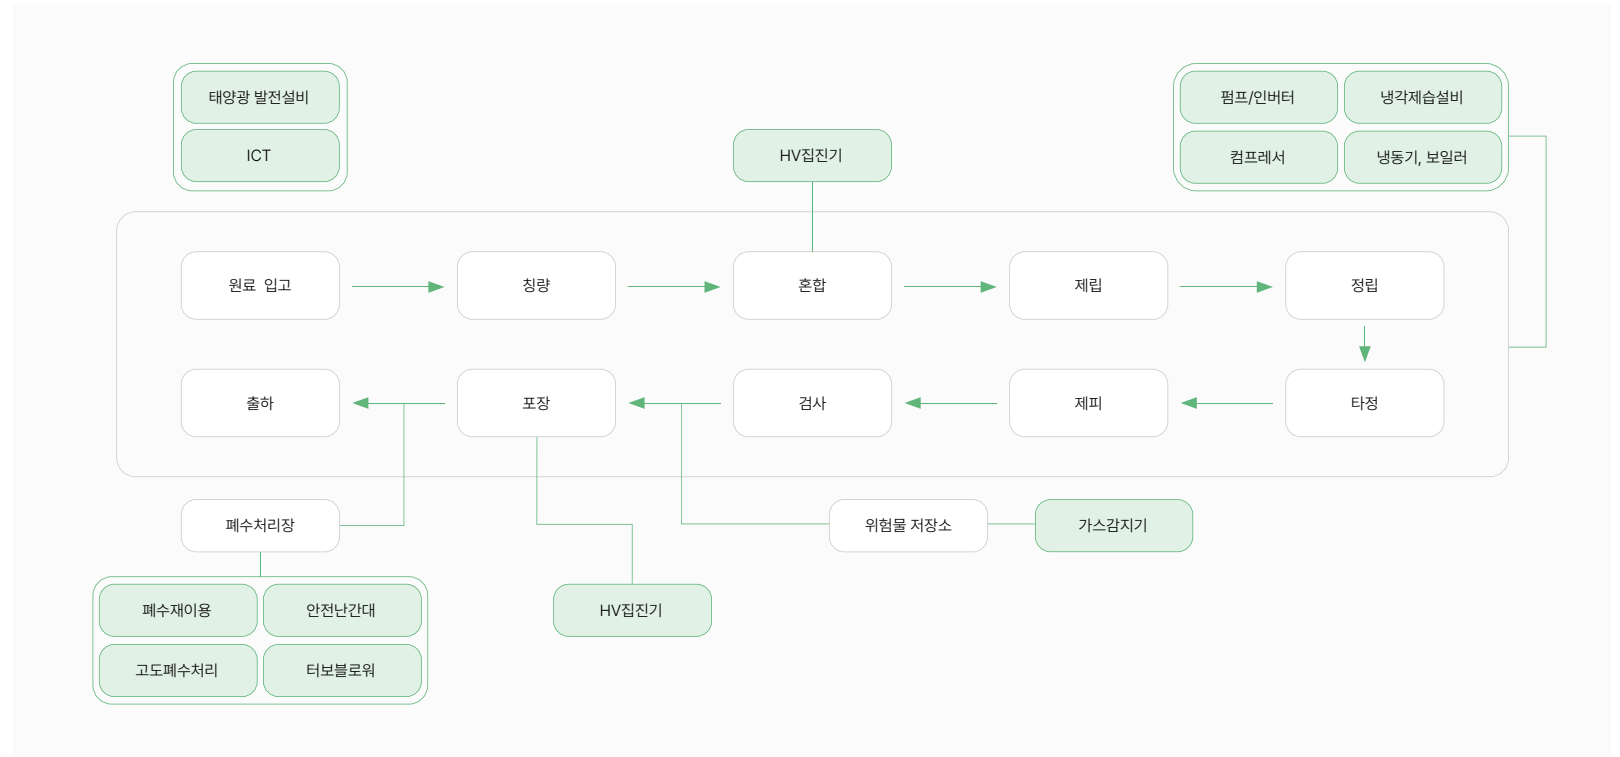 태양광 발전설비
ICT
HV집진기
펌프/인버터
냉각제습설비
컴프레서
냉동기, 보일러
원료 입고
칭량
혼합
제립
정립
출하
포장
검사
제피
타정
폐수처리장
위험물 저장소
가스감지기
폐수재이용
안전난간대
고도폐수처리
터보블로워
HV집진기